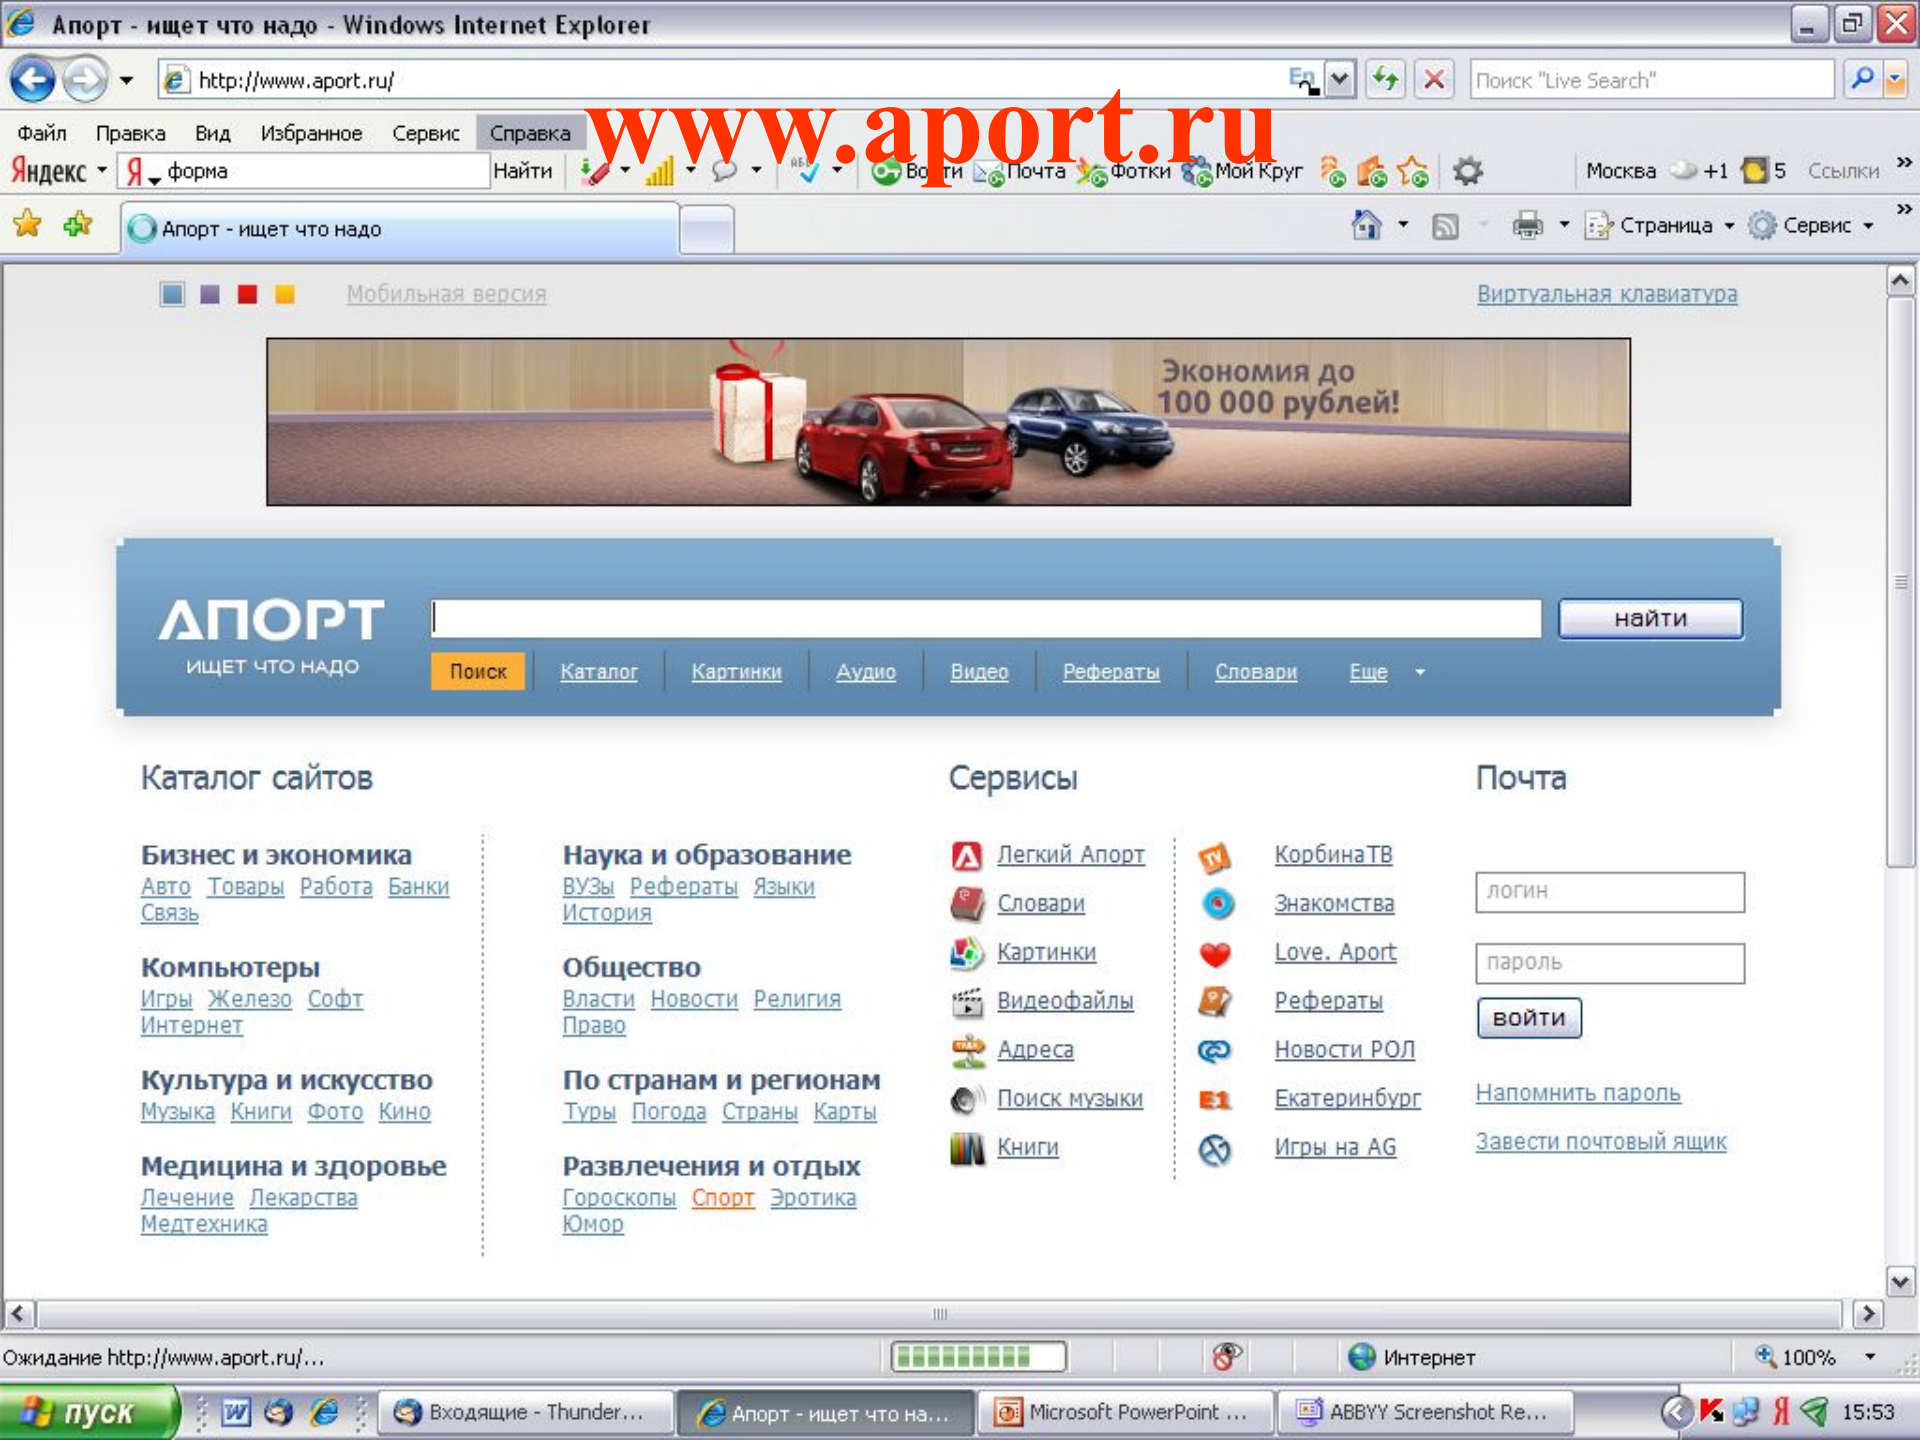 Апорт - ищет что надо - Windows Internet Explorer
http://www.aport.ru/
Поиск "Live Search"
www.aport.ru
Файл Правка Вид Избранное Сервис Справка
Яндекс Я форма Найти Почта Фотки Мой Круг Москва +1 5 Ссылки »
Апорт - ищет что надо Страница Сервис »
Мобильная версия Виртуальная клавиатура
Экономия до
100 000 рублей!
АПОРТ найти
ИЩЕТ ЧТО НАДО Поиск Каталог Картинки Аудио Видео Рефераты Словари Еще
Каталог сайтов Сервисы Почта
Бизнес и экономика
Авто Товары Работа Банки
Связь
Компьютеры
Игры Железо Софт
Интернет
Культура и искусство
Музыка Книги Фото Кино
Медицина и здоровье
Лечение Лекарства
Медтехника
Наука и образование
ВУЗы Рефераты Языки
История
Общество
Власти Новости Религия
Право
По странам и регионам
Туры Погода Страны Карты
Развлечения и отдых
Гороскопы Спорт Эротика
Юмор
Легкий Апорт
Словари
Картинки
Видеофайлы
Адреса
Поиск музыки
Книги
КорбинаТВ
Знакомства
Love. Aport
Рефераты
Новости РОЛ
Екатеринбург
Игры на AG
логин
пароль
войти
Напомнить пароль
Завести почтовый ящик
Ожидание http://www.aport.ru/... Интернет 100%
пуск Входящие - Thunder... Апорт - ищет что на... Microsoft PowerPoint ... ABBYY Screenshot Re... 15:53